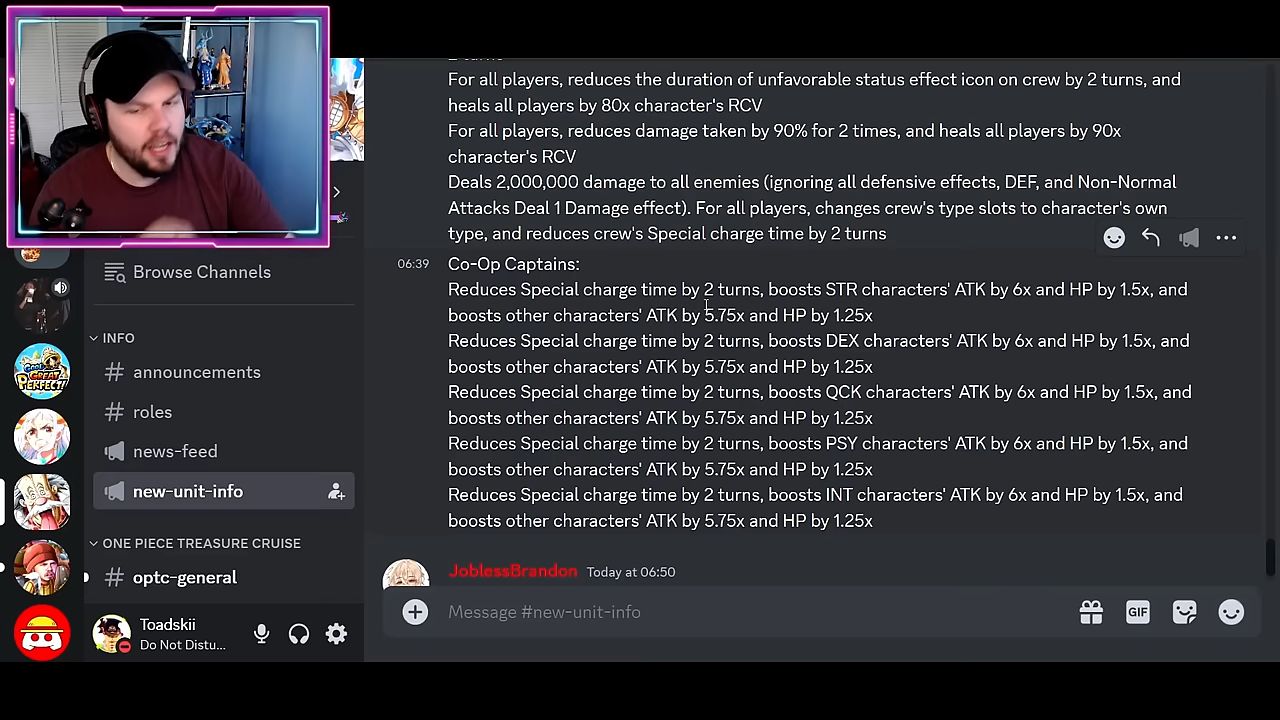 For all players, reduces the duration of unfavorable status effect icon on crew by 2 turns, and
heals all players by 80x character's RCV
For all players, reduces damage taken by 90% for 2 times, and heals all players by 90x
character's RCV
Deals 2,000,000 damage to all enemies (ignoring all defensive effects, DEF, and Non-Normal
Attacks Deal 1 Damage effect). For all players, changes crew's type slots to character's own
type, and reduces crew's Special charge time by 2 turns
06:39 Co-Op Captains:
Reduces Special charge time by 2 turns, boosts STR characters' ATK by 6x and HP by 1.5x, and
boosts other characters' ATK by 5.75x and HP by 1.25x
Reduces Special charge time by 2 turns, boosts DEX characters' ATK by 6x and HP by 1.5x, and
boosts other characters' ATK by 5.75x and HP by 1.25x
Reduces Special charge time by 2 turns, boosts QCK characters' ATK by 6x and HP by 1.5x, and
boosts other characters' ATK by 5.75x and HP by 1.25x
Reduces Special charge time by 2 turns, boosts PSY characters' ATK by 6x and HP by 1.5x, and
boosts other characters' ATK by 5.75x and HP by 1.25x
Reduces Special charge time by 2 turns, boosts INT characters' ATK by 6x and HP by 1.5x, and
boosts other characters' ATK by 5.75x and HP by 1.25x
JoblessBrandon Today at 06:50
Message #new-unit-info
GIF
Browse Channels
INFO
announcements
roles
news-feed
new-unit-info
ONE PIECE TREASURE CRUISE
optc-general
Toadskii
Do Not Distu...